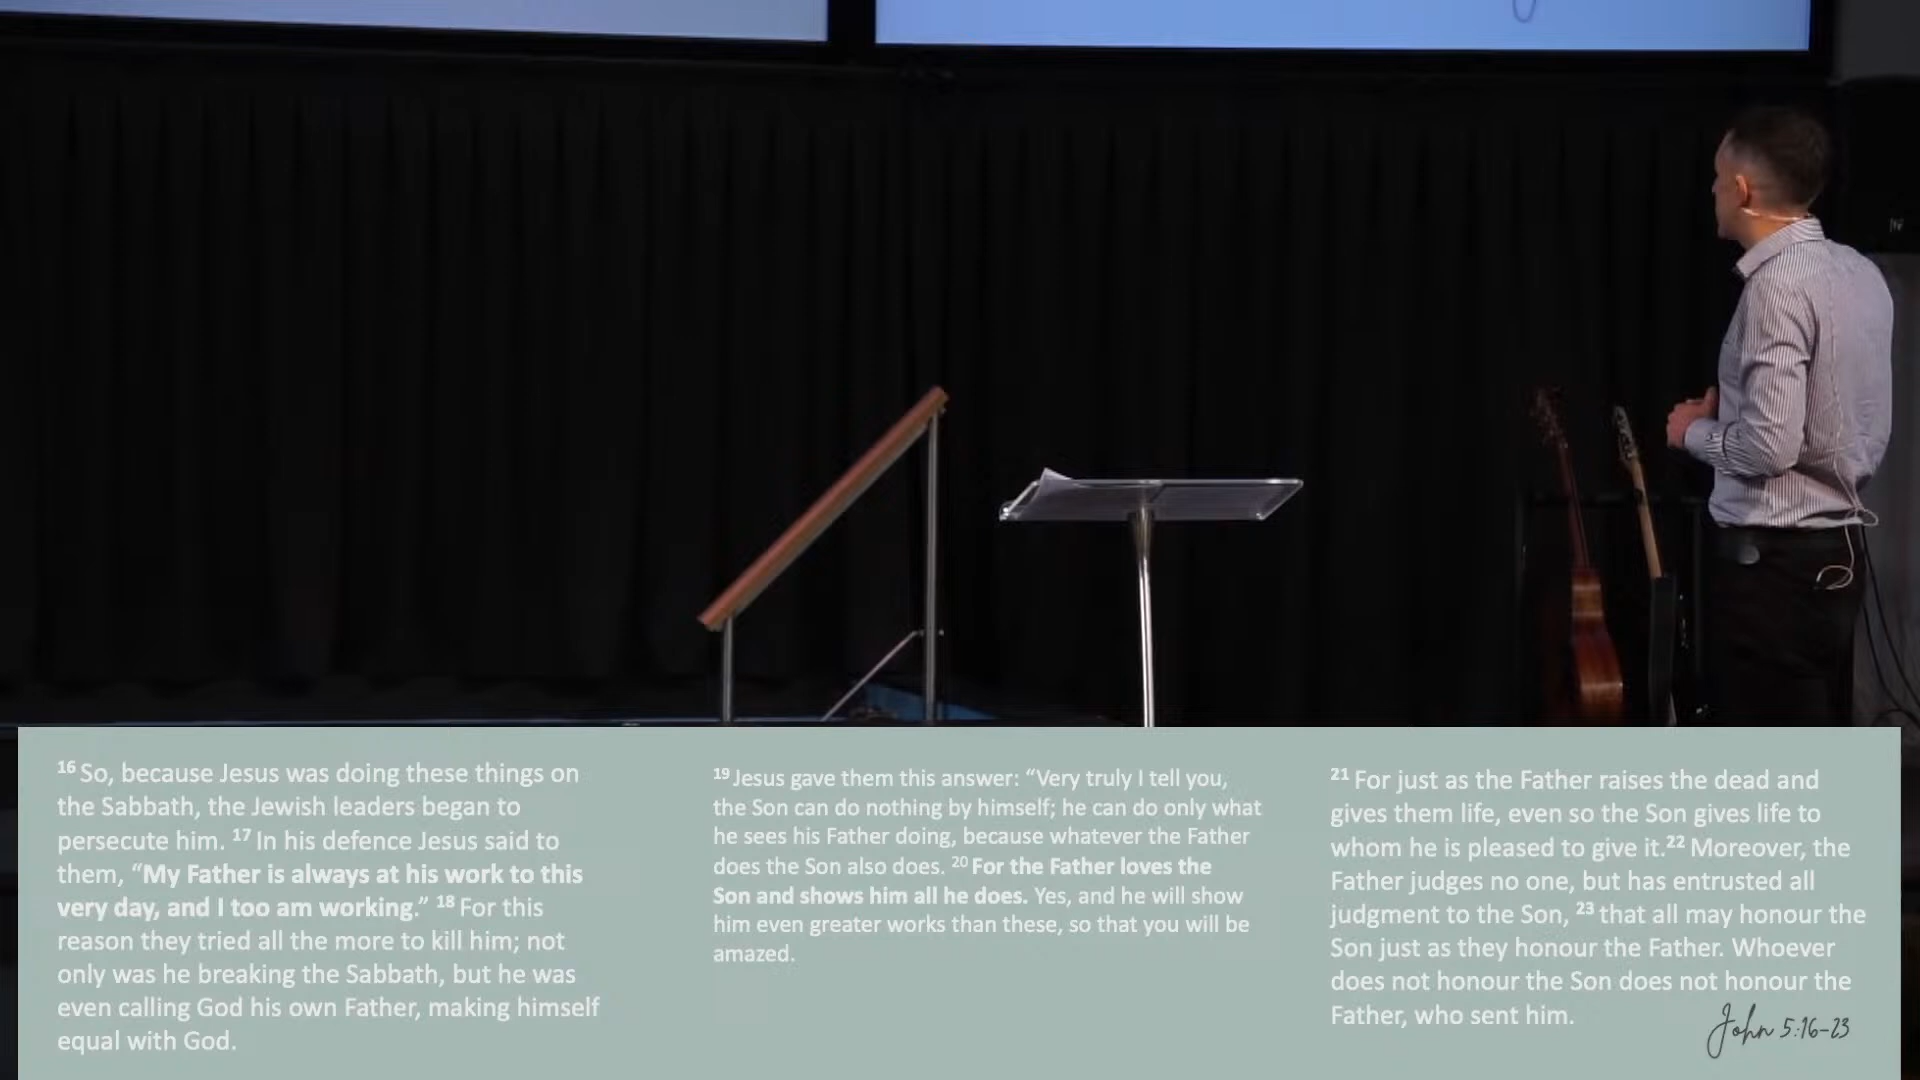 16 So, because Jesus was doing these things on
the Sabbath, the Jewish leaders began to
persecute him. 17 In his defence Jesus said to
them, “My Father is always at his work to this
very day, and I too am working.” 18 For this
reason they tried all the more to kill him; not
only was he breaking the Sabbath, but he was
even calling God his own Father, making himself
equal with God.
19 Jesus gave them this answer: “Very truly I tell you,
the Son can do nothing by himself; he can do only what
he sees his Father doing, because whatever the Father
does the Son also does. 20 For the Father loves the
Son and shows him all he does. Yes, and he will show
him even greater works than these, so that you will be
amazed.
21 For just as the Father raises the dead and
gives them life, even so the Son gives life to
whom he is pleased to give it.22 Moreover, the
Father judges no one, but has entrusted all
judgment to the Son, 23 that all may honour the
Son just as they honour the Father. Whoever
does not honour the Son does not honour the
Father, who sent him.
John 5:16-23